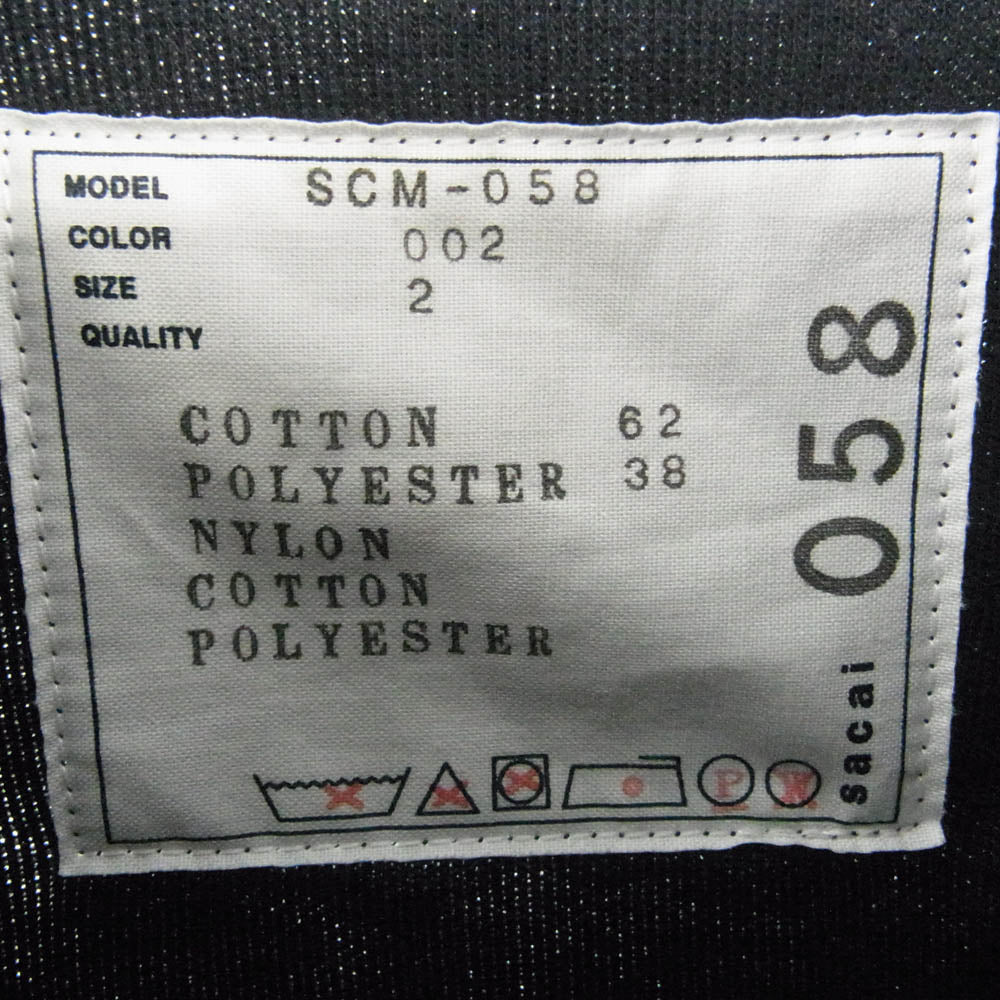 MODEL SCM-058
COLOR 002
SIZE 2
QUALITY
COTTON 62
POLYESTER 38
NYLON
COTTON
POLYESTER
P W
sacai 058